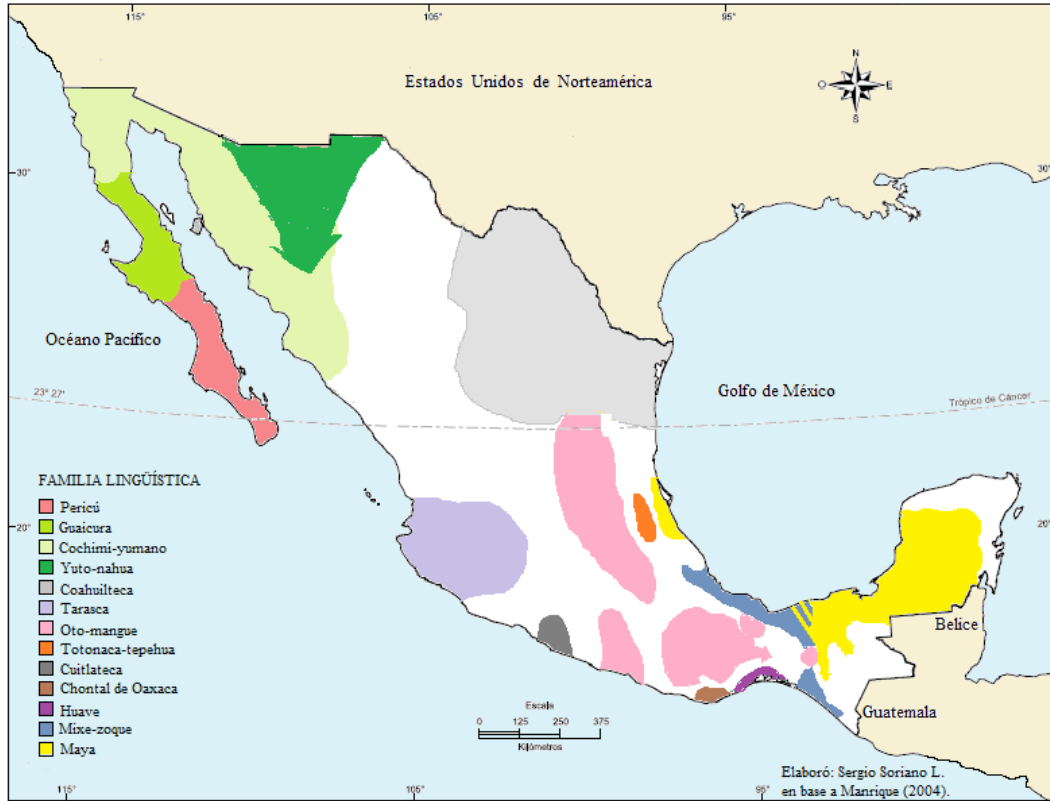 115°
105°
95°
Estados Unidos de Norteamérica
N
O
E
S
30°
30°
Océano Pacífico
Golfo de México
23° 27'
Trópico de Cáncer
FAMILIA LINGÜÍSTICA
Pericú
Guaicura
Cochimí-yumano
Yuto-nahua
Coahuilteca
Tarasca
Oto-mangue
Totonaca-tepehua
Cuitlateca
Chontal de Oaxaca
Huave
Mixe-zoque
Maya
20°
20°
Belice
Guatemala
Escala
0 125 250 375
Kilómetros
Elaboró: Sergio Soriano L.
en base a Manrique (2004).
115°
105°
95°